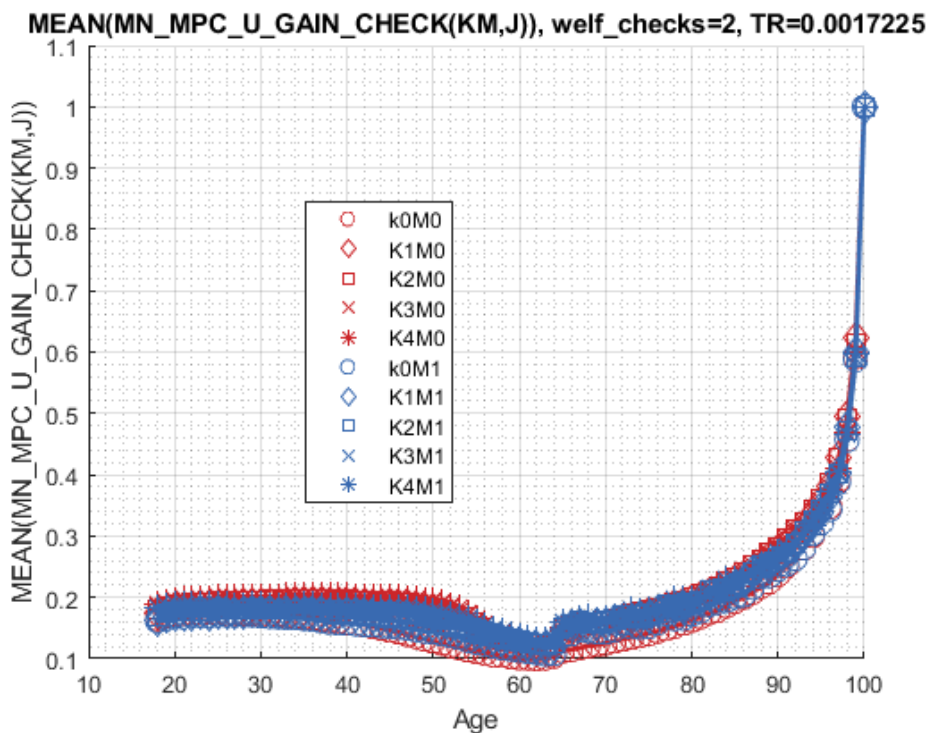 MEAN(MN_MPC_U_GAIN_CHECK(KM,J)), welf_checks=2, TR=0.0017225
MEAN(MN_MPC_U_GAIN_CHECK(KM,J))
1.1
1
0.9
0.8
0.7
0.6
0.5
0.4
0.3
0.2
0.1
k0M0
K1M0
K2M0
K3M0
K4M0
k0M1
K1M1
K2M1
K3M1
K4M1
10 20 30 40 50 60 70 80 90 100
Age